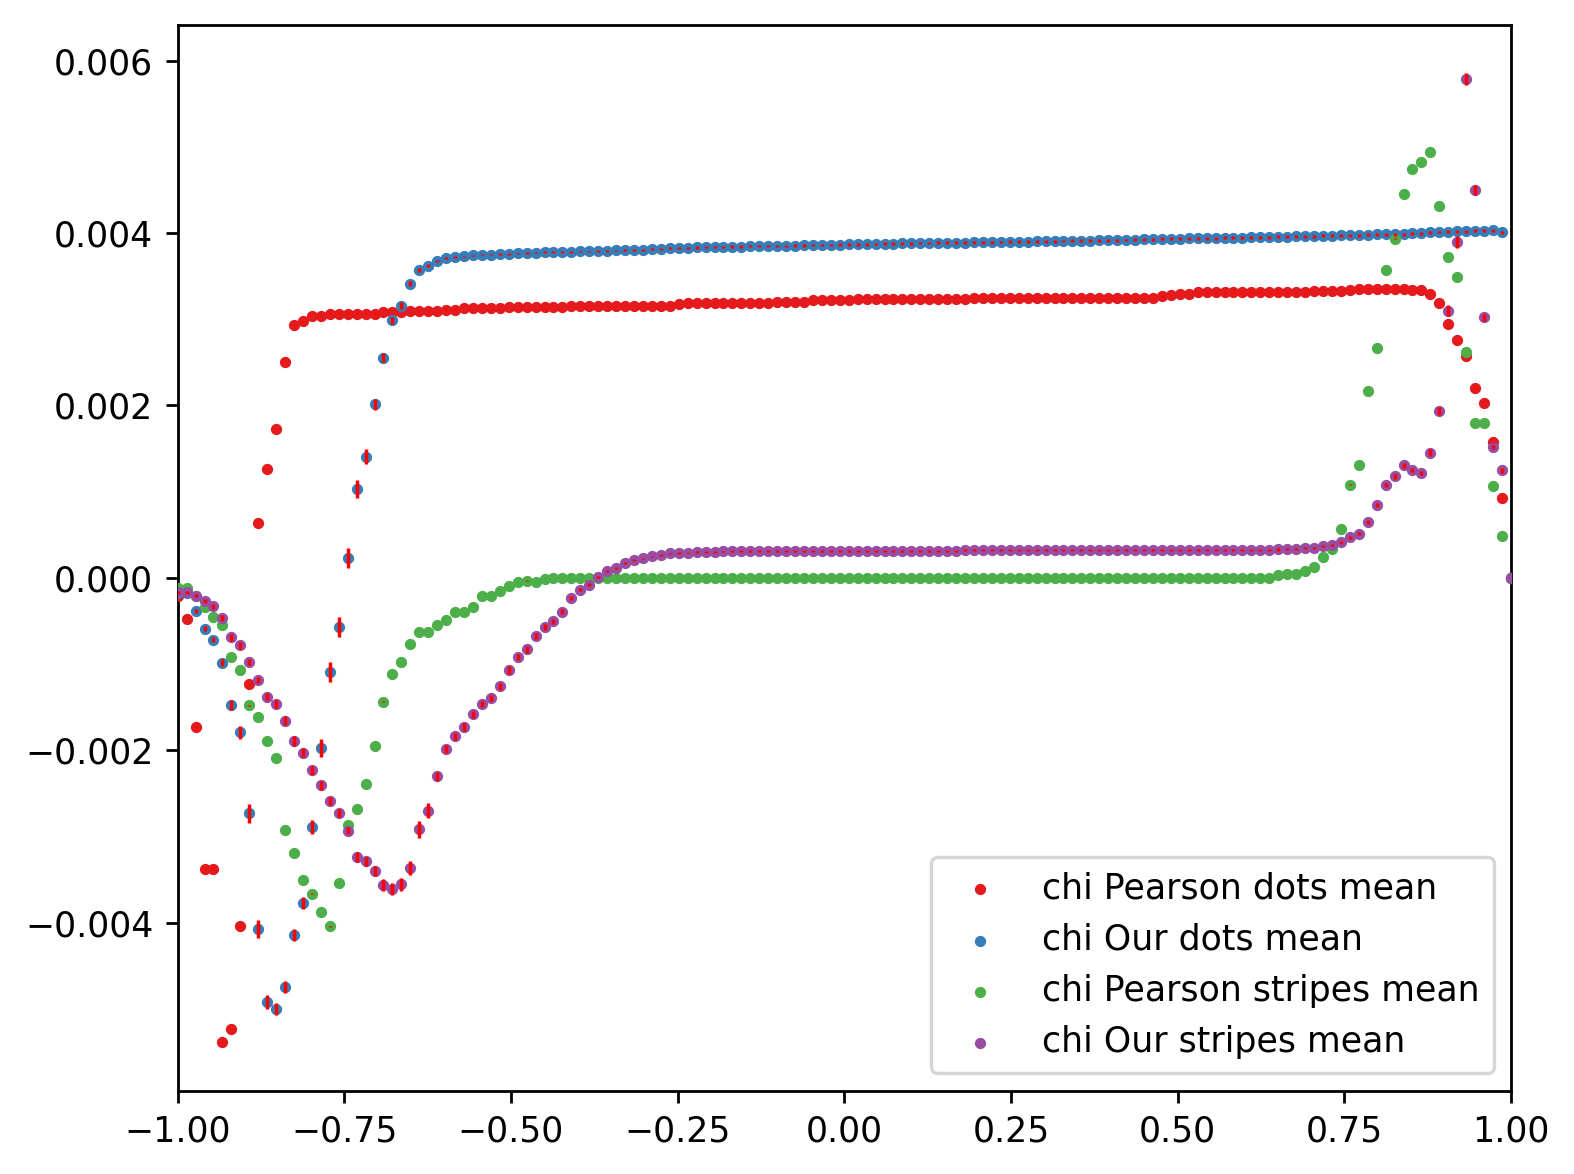 0.006
0.004
0.002
0.000
−0.002
−0.004
chi Pearson dots mean
chi Our dots mean
chi Pearson stripes mean
chi Our stripes mean
−1.00 −0.75 −0.50 −0.25 0.00 0.25 0.50 0.75 1.00